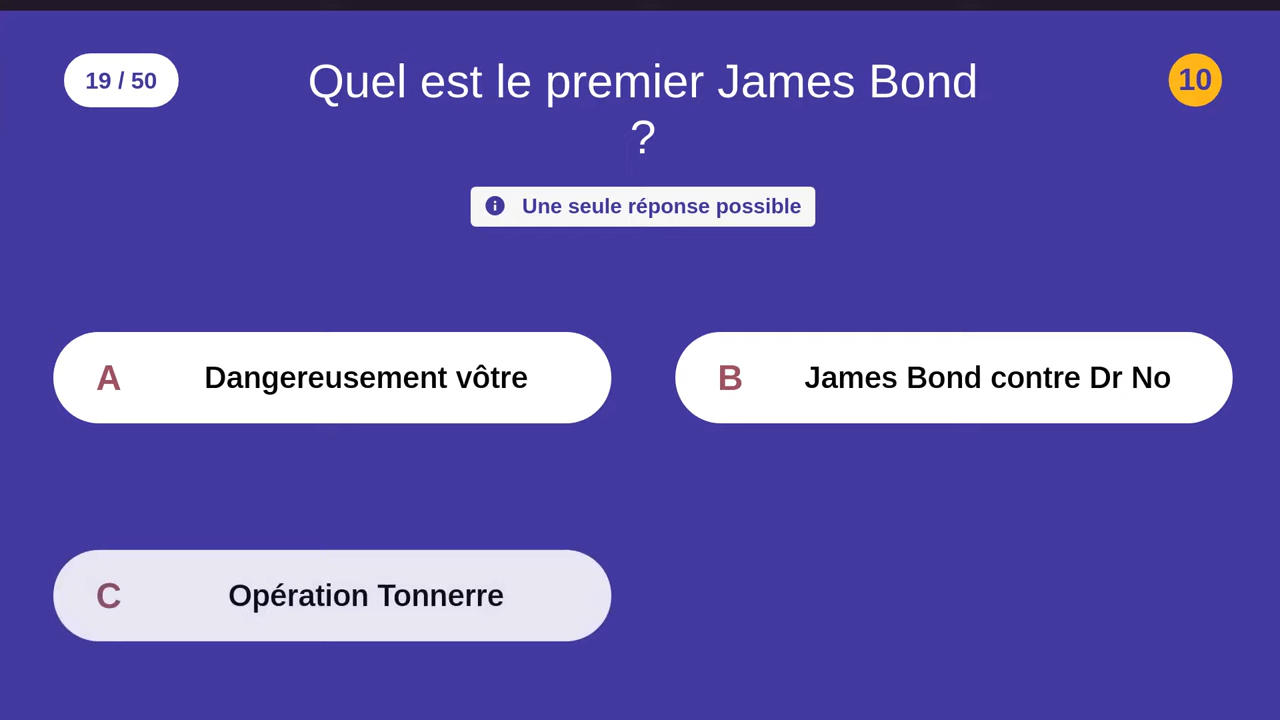 19 / 50
Quel est le premier James Bond
?
10
Une seule réponse possible
A Dangereusement vôtre
B James Bond contre Dr No
C Opération Tonnerre